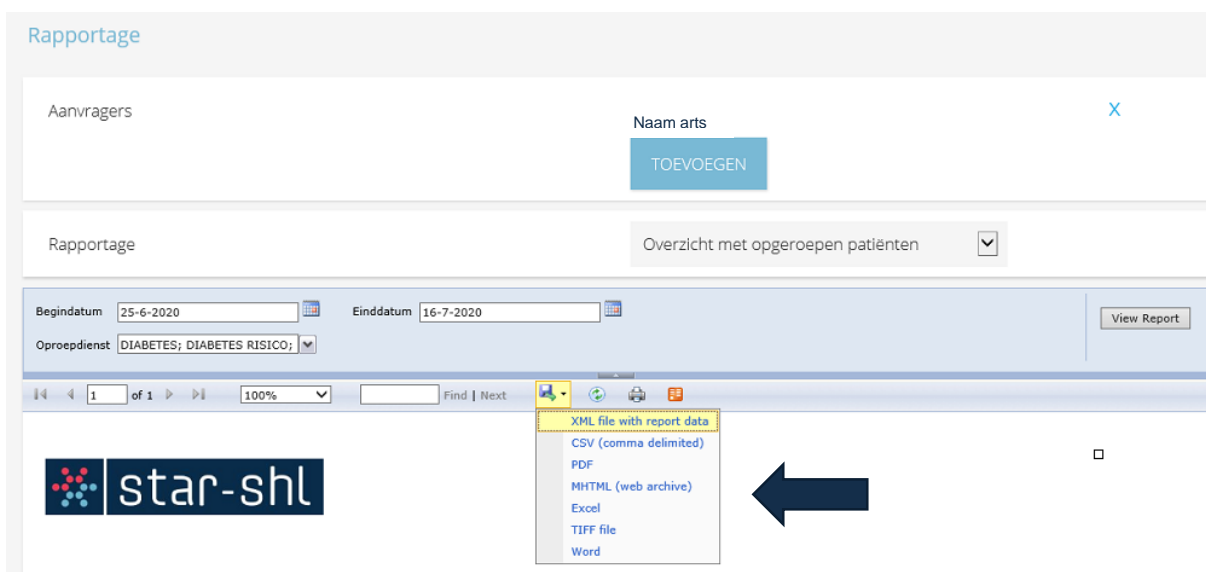 Rapportage
Aanvragers
Naam arts
X
TOEVOEGEN
Rapportage
Overzicht met opgeroepen patiënten
Begindatum 25-6-2020 Einddatum 16-7-2020
View Report
Oproepdienst DIABETES; DIABETES RISICO;
1 of 1 100% Find | Next
XML file with report data
CSV (comma delimited)
PDF
MHTML (web archive)
Excel
TIFF file
Word
star-shl